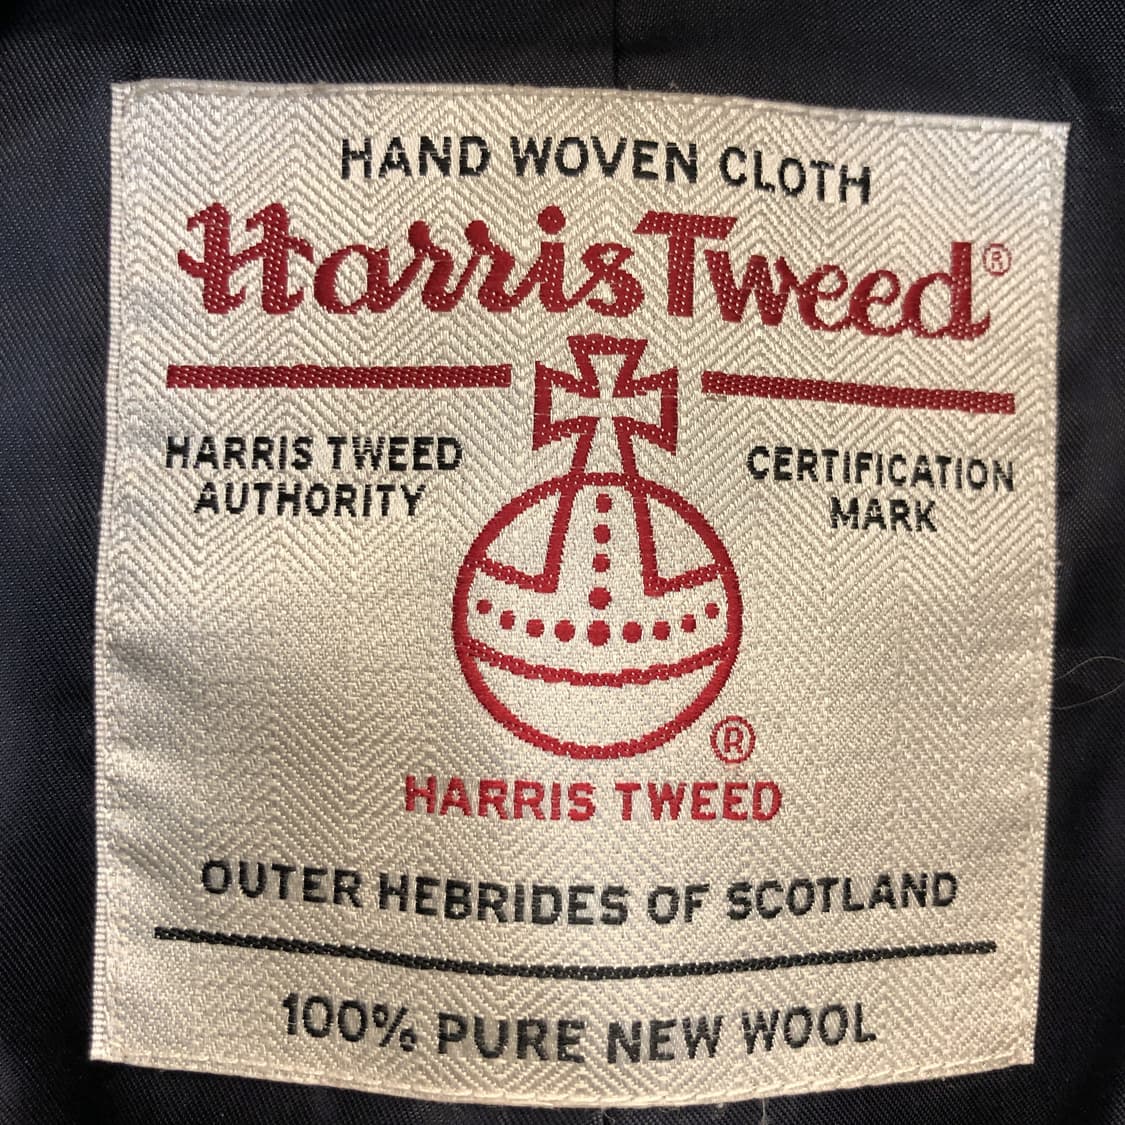 HAND WOVEN CLOTH
Harris Tweed®
HARRIS TWEED
AUTHORITY
CERTIFICATION
MARK
®
HARRIS TWEED
OUTER HEBRIDES OF SCOTLAND
100% PURE NEW WOOL